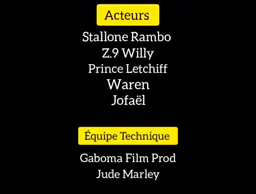 Acteurs
Stallone Rambo
Z.9 Willy
Prince Letchiff
Waren
Jofaël
Équipe Technique
Gaboma Film Prod
Jude Marley